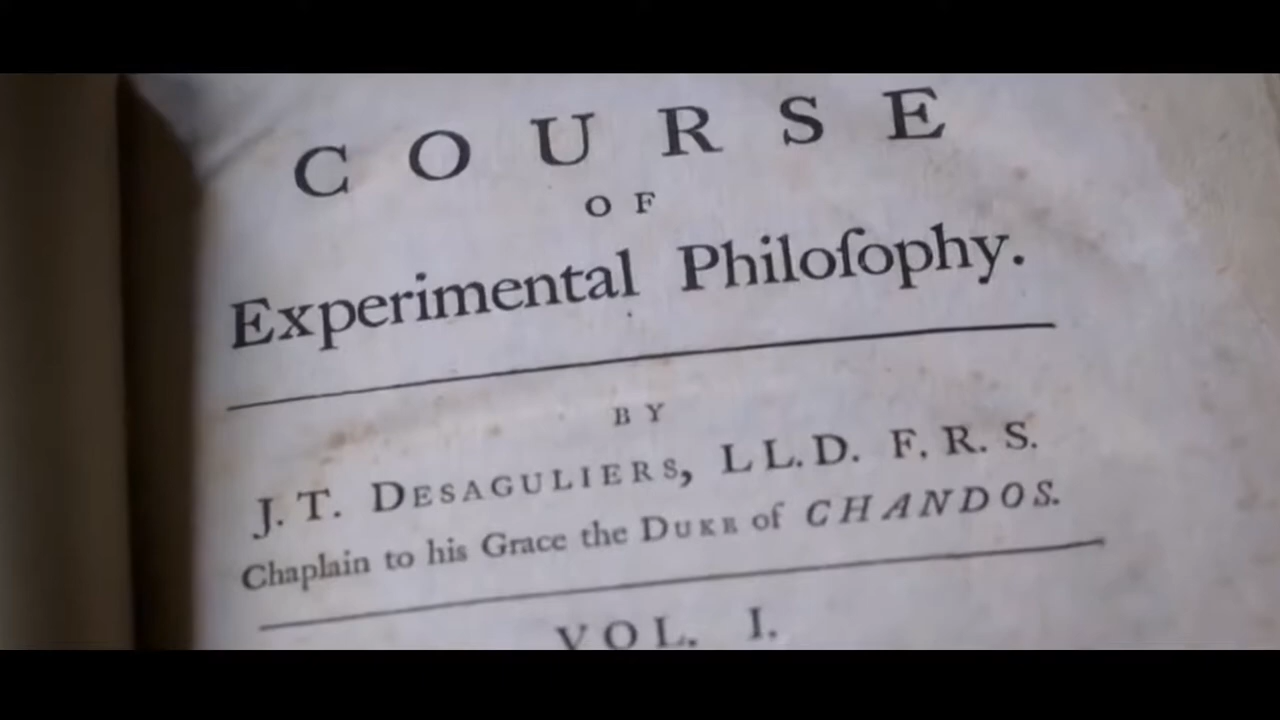 COURSE
OF
Experimental Philoſophy.
BY
J. T. DESAGULIERS, LL.D. F. R. S.
Chaplain to his Grace the DUKE of CHANDOS.
VOL. I.